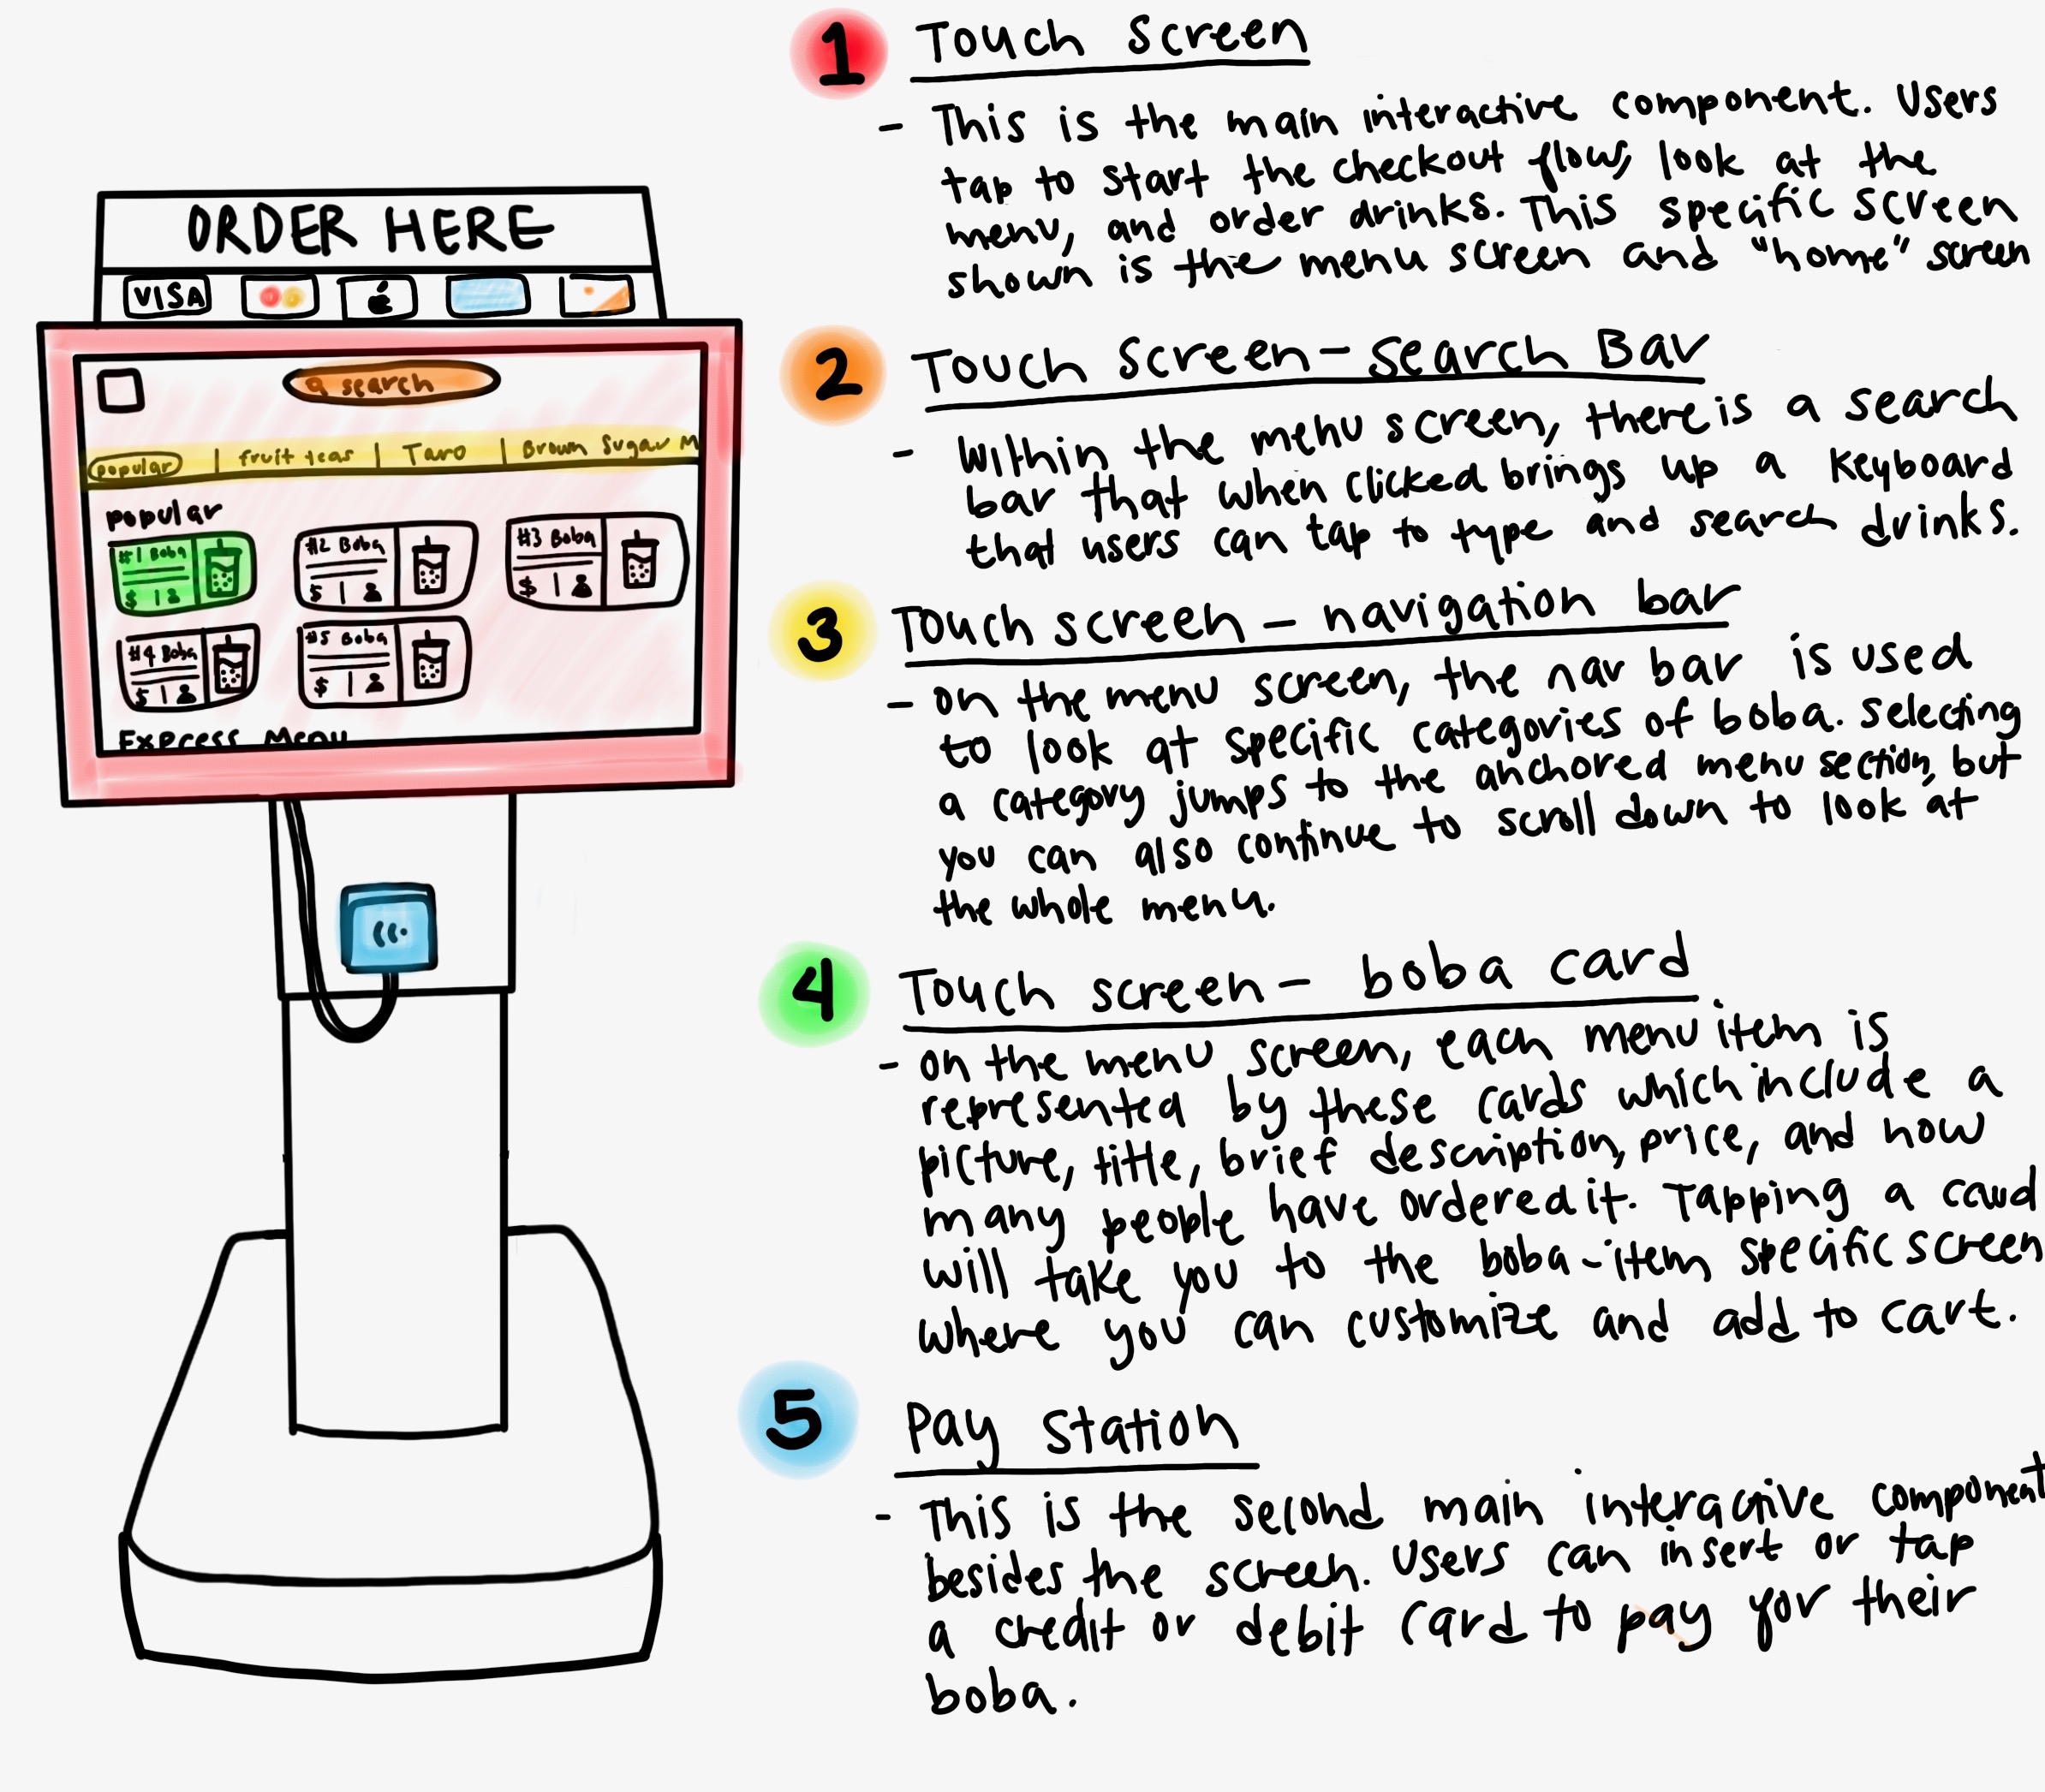 ORDER HERE
VISA
search
popular | fruit teas | Taro | Brown Sugar M
popular
#1 Boba
$ |
#2 Boba
$ |
#3 Boba
$ |
#4 Boba
$ |
#5 Boba
$ |
Express Menu
1 Touch Screen
- This is the main interactive component. Users
tap to start the checkout flow, look at the
menu, and order drinks. This specific screen
shown is the menu screen and "home" screen
2 Touch screen - search Bar
- Within the menu screen, there is a search
bar that when clicked brings up a keyboard
that users can tap to type and search drinks.
3 Touch screen - navigation bar
- on the menu screen, the nav bar is used
to look at specific categories of boba. Selecting
a category jumps to the anchored menu section, but
you can also continue to scroll down to look at
the whole menu.
4 Touch screen - boba card
- on the menu screen, each menu item is
represented by these cards which include a
picture, title, brief description, price, and how
many people have ordered it. Tapping a card
will take you to the boba-item specific screen
where you can customize and add to cart.
5 Pay Station
- This is the second main interactive component
besides the screen. Users can insert or tap
a credit or debit card to pay for their
boba.